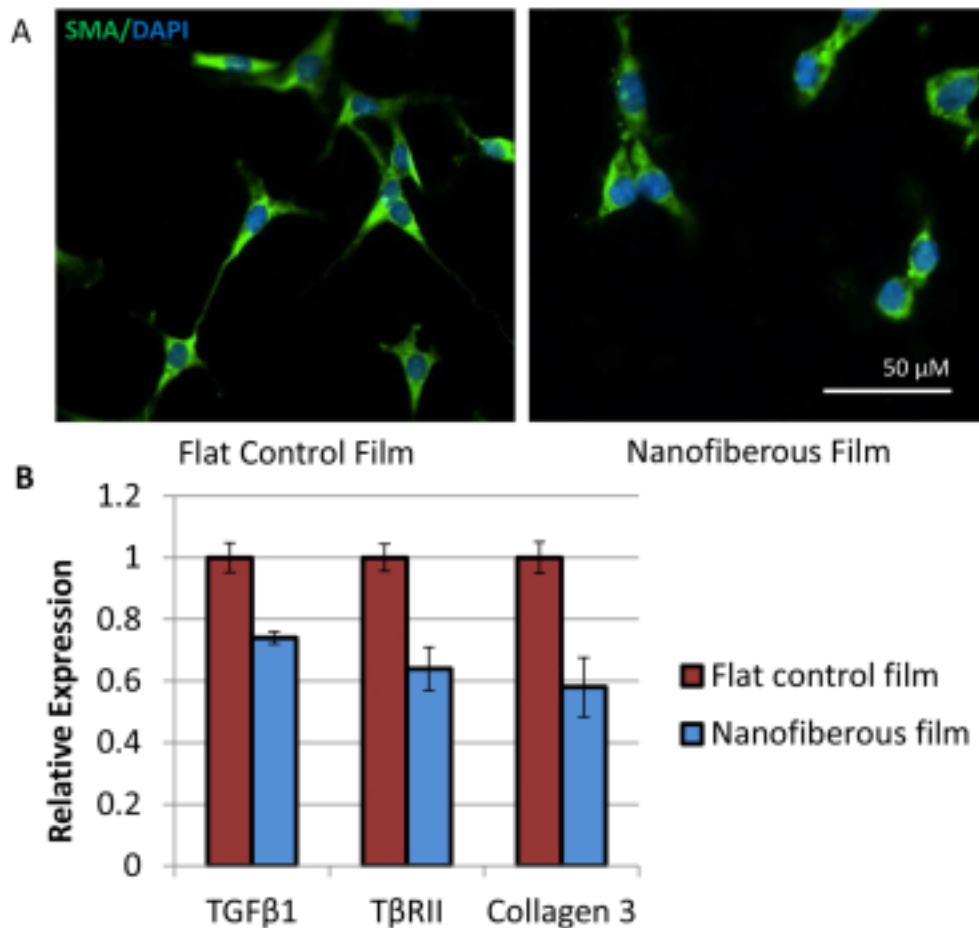 A
SMA/DAPI
50 μM
Flat Control Film
Nanofiberous Film
B
1.2
1
0.8
0.6
0.4
0.2
0
Relative Expression
TGFβ1
TβRII
Collagen 3
Flat control film
Nanofiberous film